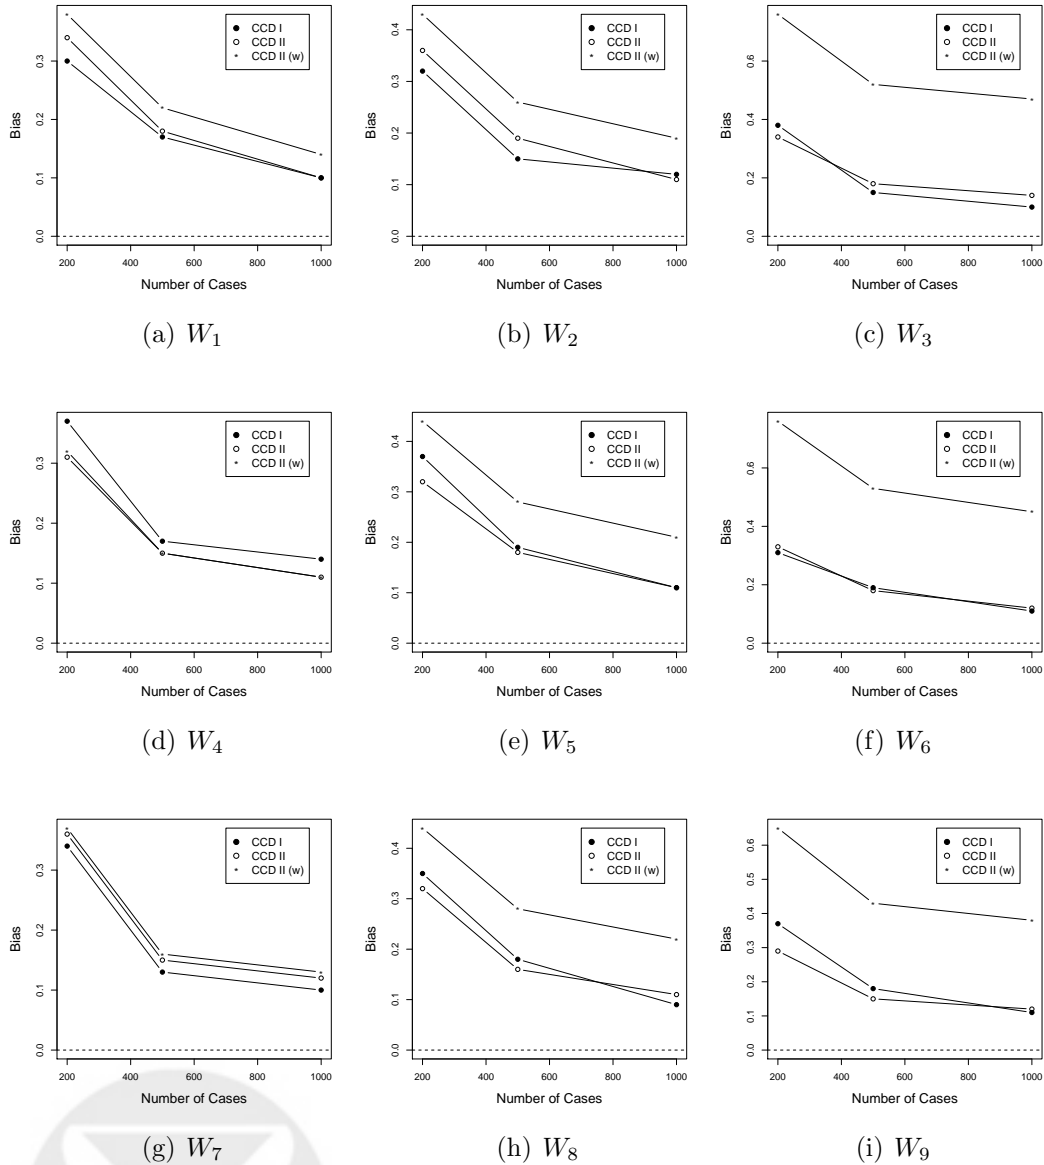 CCD I
CCD II
* CCD II (w)
Bias
0.0 0.1 0.2 0.3
200 400 600 800 1000
Number of Cases
(a) W1
CCD I
CCD II
* CCD II (w)
Bias
0.0 0.1 0.2 0.3 0.4
200 400 600 800 1000
Number of Cases
(b) W2
CCD I
CCD II
* CCD II (w)
Bias
0.0 0.2 0.4 0.6
200 400 600 800 1000
Number of Cases
(c) W3
CCD I
CCD II
* CCD II (w)
Bias
0.0 0.1 0.2 0.3
200 400 600 800 1000
Number of Cases
(d) W4
CCD I
CCD II
* CCD II (w)
Bias
0.0 0.1 0.2 0.3 0.4
200 400 600 800 1000
Number of Cases
(e) W5
CCD I
CCD II
* CCD II (w)
Bias
0.0 0.2 0.4 0.6
200 400 600 800 1000
Number of Cases
(f) W6
CCD I
CCD II
* CCD II (w)
Bias
0.0 0.1 0.2 0.3
200 400 600 800 1000
Number of Cases
(g) W7
CCD I
CCD II
* CCD II (w)
Bias
0.0 0.1 0.2 0.3 0.4
200 400 600 800 1000
Number of Cases
(h) W8
CCD I
CCD II
* CCD II (w)
Bias
0.0 0.1 0.2 0.3 0.4 0.5 0.6
200 400 600 800 1000
Number of Cases
(i) W9